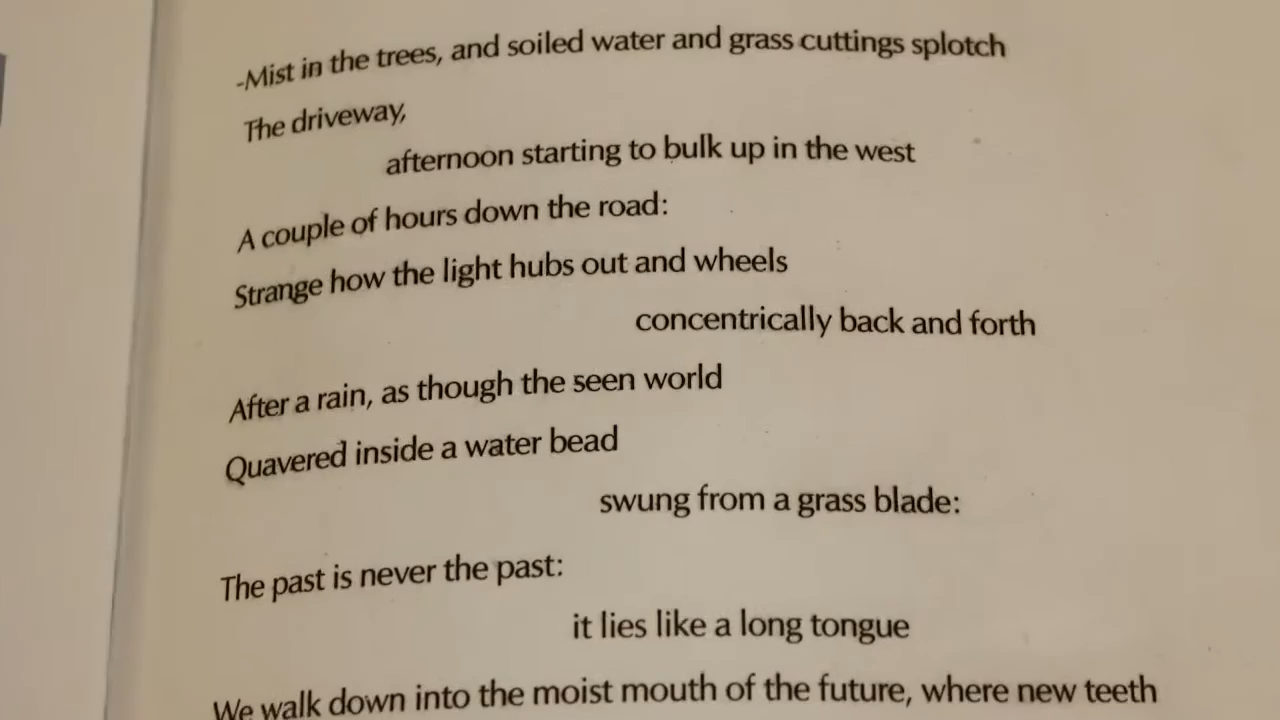 -Mist in the trees, and soiled water and grass cuttings splotch
The driveway,
afternoon starting to bulk up in the west
A couple of hours down the road:
Strange how the light hubs out and wheels
concentrically back and forth
After a rain, as though the seen world
Quavered inside a water bead
swung from a grass blade:
The past is never the past:
it lies like a long tongue
We walk down into the moist mouth of the future, where new teeth